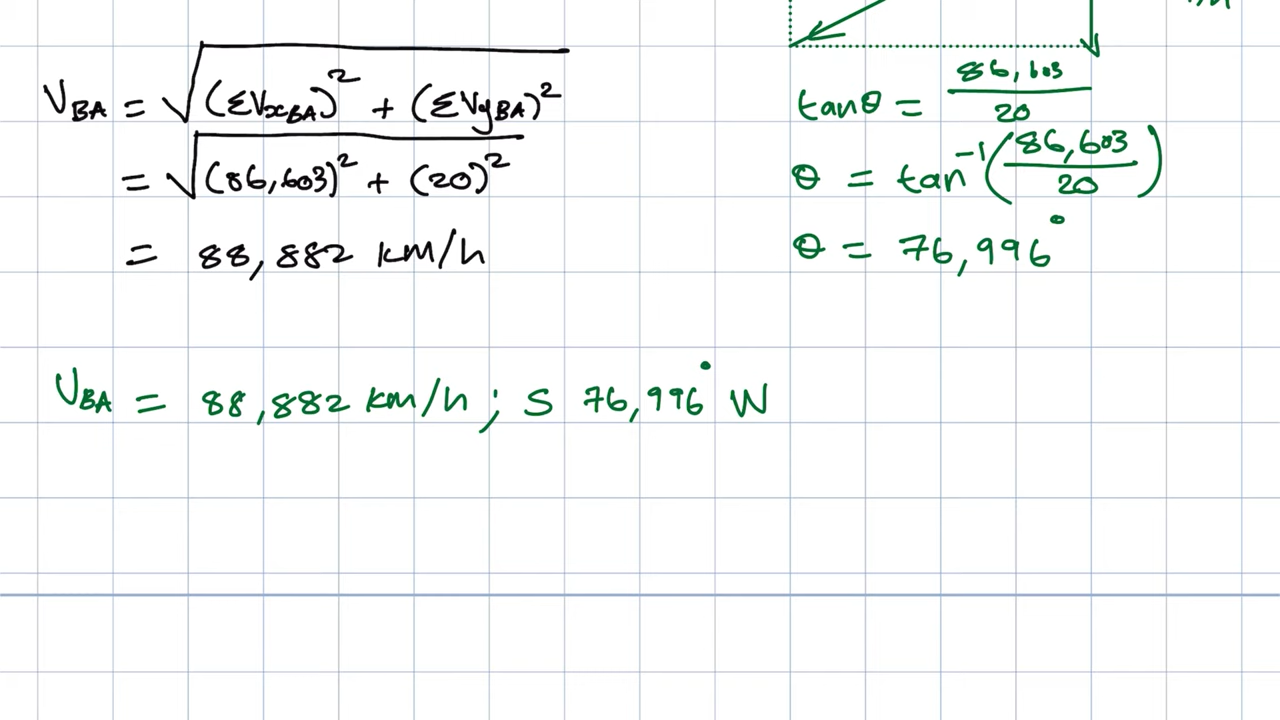 V_BA = √((ΣVx_BA)² + (ΣVy_BA)²)
= √((86,603)² + (20)²)
= 88,882 km/h
tanθ = 86,603 / 20
θ = tan⁻¹(86,603 / 20)
θ = 76,996°
V_BA = 88,882 km/h ; S 76,996° W